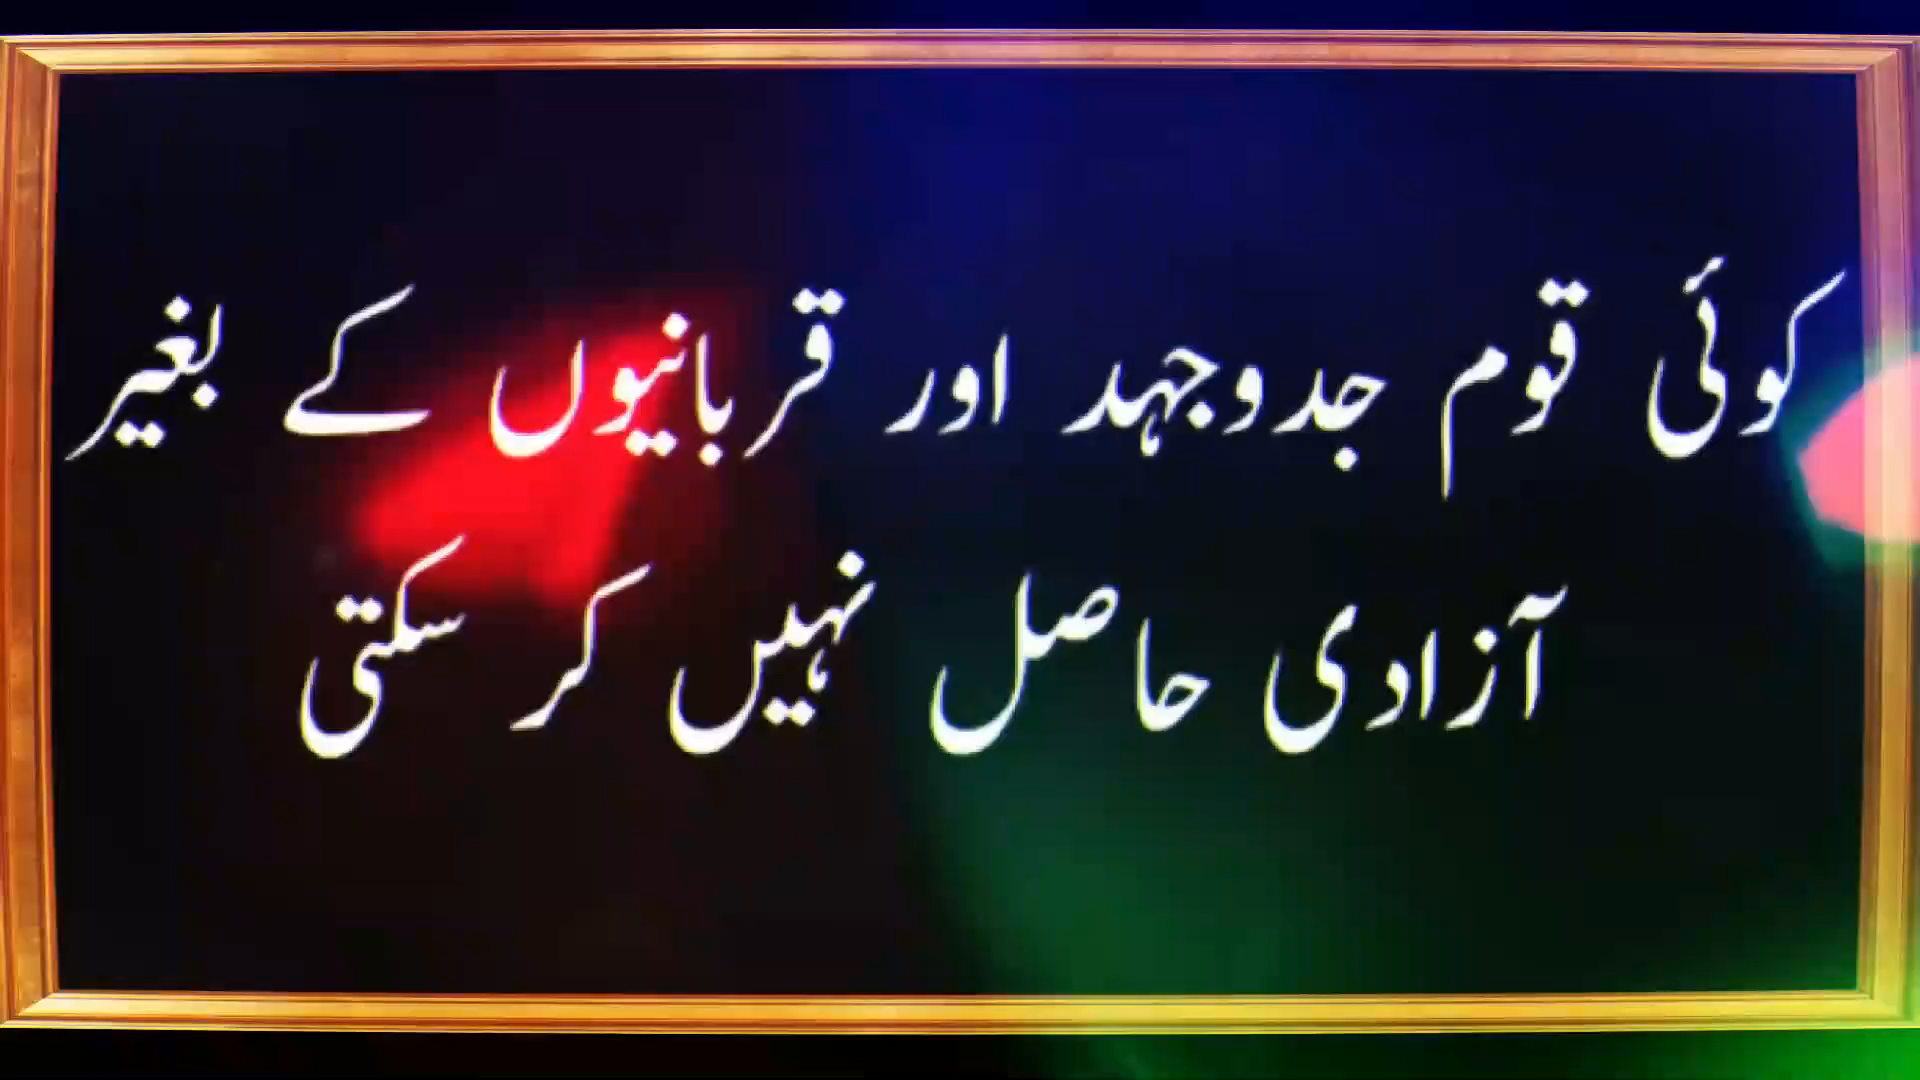 کوئی قوم جدوجہد اور قربانیوں کے بغیر
آزادی حاصل نہیں کر سکتی